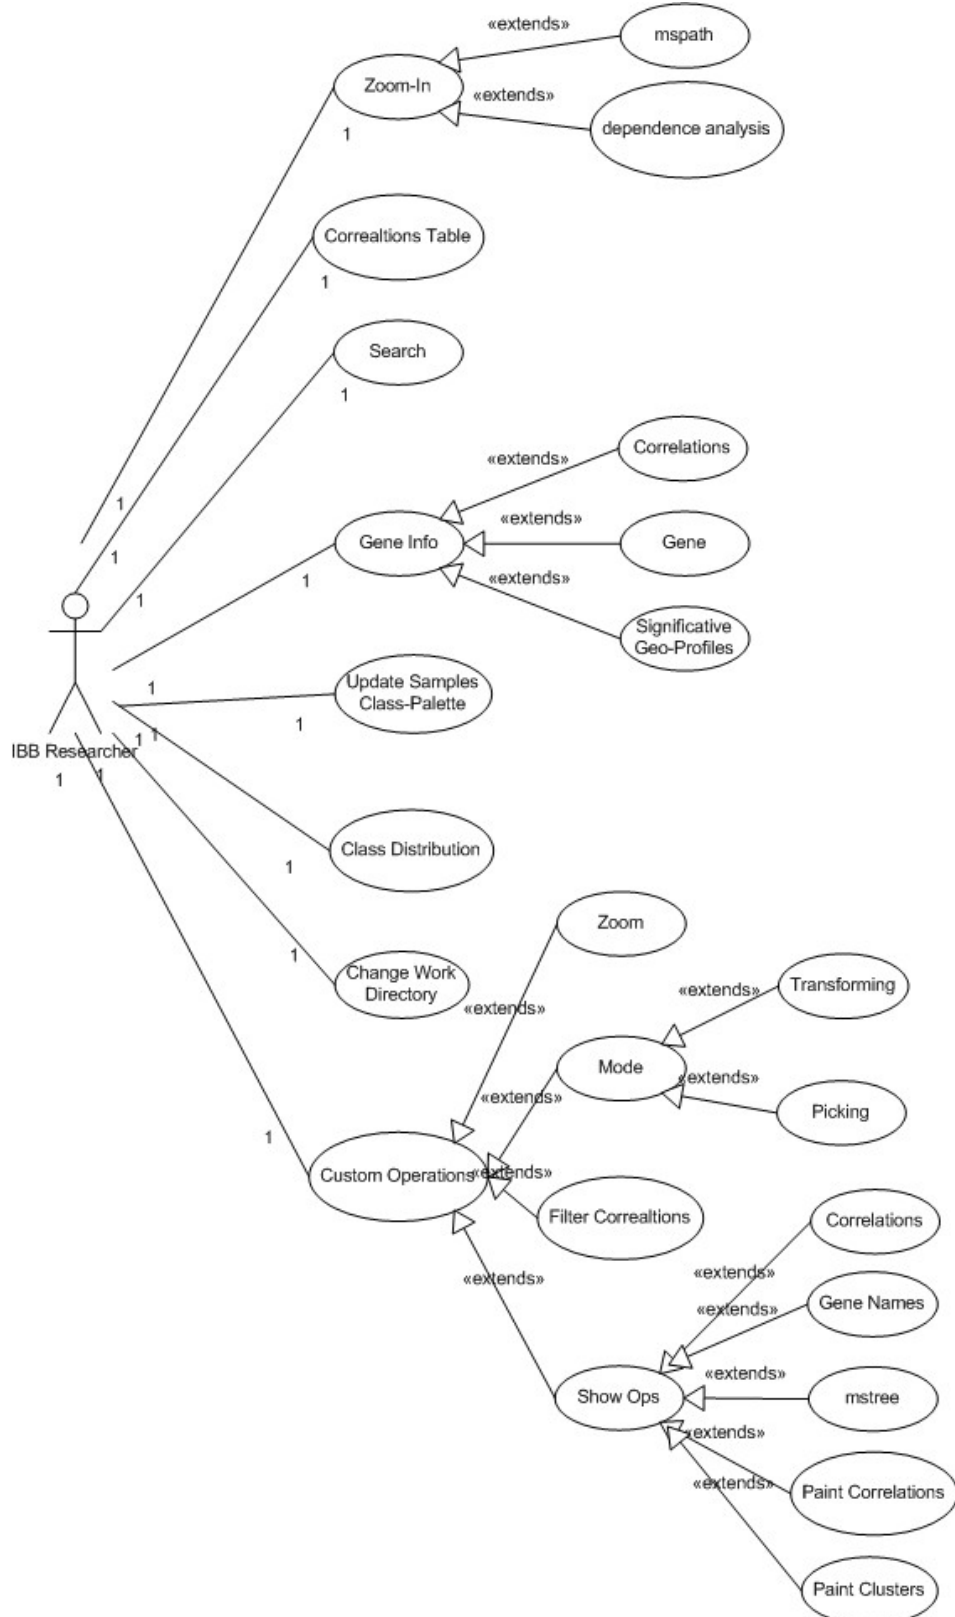 «extends»
mspath
Zoom-In
«extends»
dependence analysis
1
Correaltions Table
1
Search
1
«extends»
Correlations
1
«extends»
Gene Info
Gene
1
1
«extends»
1
Significative
Geo-Profiles
Update Samples
Class-Palette
1
1
1
1
IBB Researcher
1
1
Class Distribution
1
Zoom
1
Change Work
Directory
«extends»
«extends»
Transforming
Mode
«extends»
«extends»
Picking
1
Custom Operations
«extends»
Filter Correaltions
Correlations
«extends»
«extends»
«extends»
Gene Names
«extends»
Show Ops
mstree
«extends»
«extends»
Paint Correlations
Paint Clusters